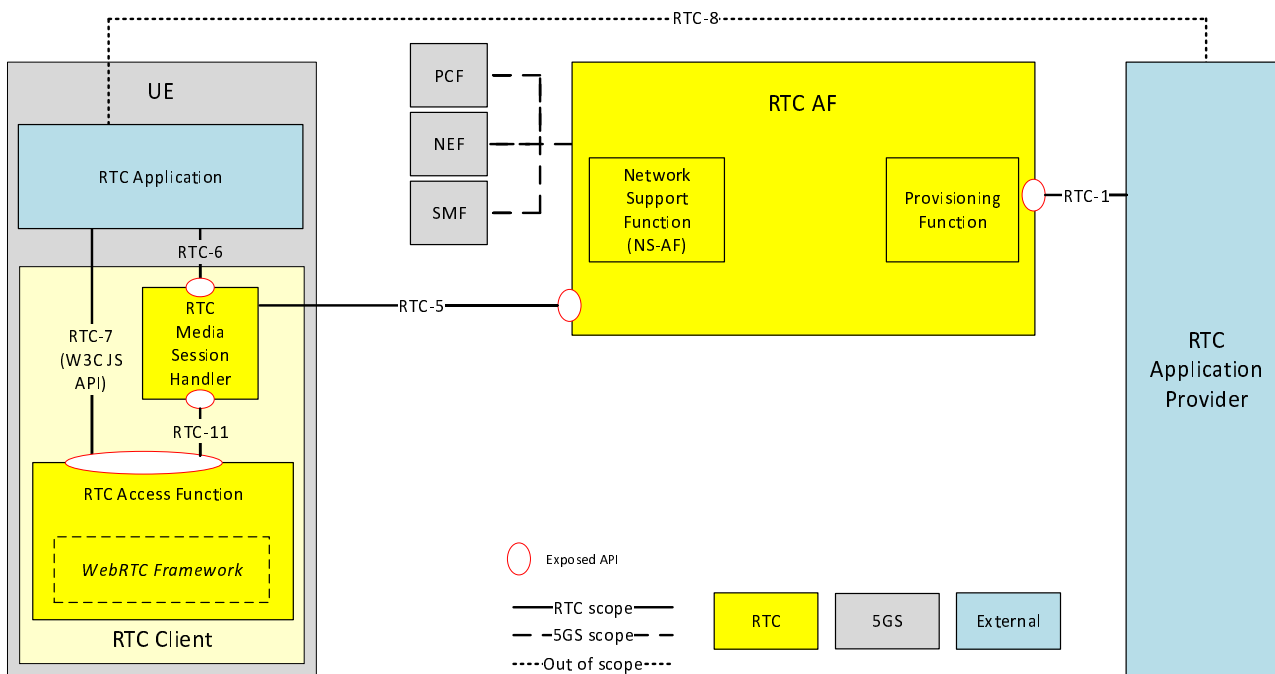 RTC-8
UE
RTC Application
PCF
NEF
SMF
RTC AF
Network
Support
Function
(NS-AF)
Provisioning
Function
RTC-1
RTC
Application
Provider
RTC-6
RTC-5
RTC
Media
Session
Handler
RTC-7
(W3C JS
API)
RTC-11
RTC Access Function
WebRTC Framework
RTC Client
Exposed API
RTC scope
5GS scope
Out of scope
RTC
5GS
External